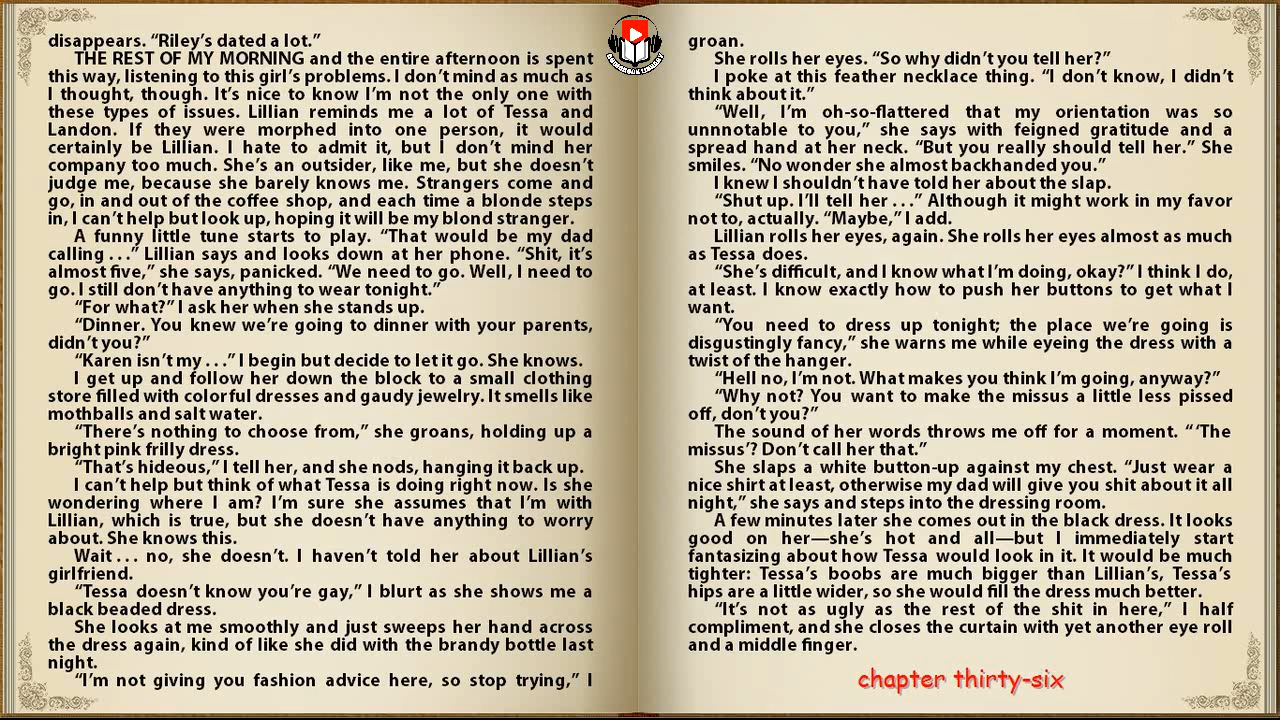 disappears. “Riley’s dated a lot.”
THE REST OF MY MORNING and the entire afternoon is spent
this way, listening to this girl’s problems. I don’t mind as much as
I thought, though. It’s nice to know I’m not the only one with
these types of issues. Lillian reminds me a lot of Tessa and
Landon. If they were morphed into one person, it would
certainly be Lillian. I hate to admit it, but I don’t mind her
company too much. She’s an outsider, like me, but she doesn’t
judge me, because she barely knows me. Strangers come and
go, in and out of the coffee shop, and each time a blonde steps
in, I can’t help but look up, hoping it will be my blond stranger.
A funny little tune starts to play. “That would be my dad
calling . . .” Lillian says and looks down at her phone. “Shit, it’s
almost five,” she says, panicked. “We need to go. Well, I need to
go. I still don’t have anything to wear tonight.”
“For what?” I ask her when she stands up.
“Dinner. You knew we’re going to dinner with your parents,
didn’t you?”
“Karen isn’t my . . .” I begin but decide to let it go. She knows.
I get up and follow her down the block to a small clothing
store filled with colorful dresses and gaudy jewelry. It smells like
mothballs and salt water.
“There’s nothing to choose from,” she groans, holding up a
bright pink frilly dress.
“That’s hideous,” I tell her, and she nods, hanging it back up.
I can’t help but think of what Tessa is doing right now. Is she
wondering where I am? I’m sure she assumes that I’m with
Lillian, which is true, but she doesn’t have anything to worry
about. She knows this.
Wait . . . no, she doesn’t. I haven’t told her about Lillian’s
girlfriend.
“Tessa doesn’t know you’re gay,” I blurt as she shows me a
black beaded dress.
She looks at me smoothly and just sweeps her hand across
the dress again, kind of like she did with the brandy bottle last
night.
“I’m not giving you fashion advice here, so stop trying,” I
groan.
She rolls her eyes. “So why didn’t you tell her?”
I poke at this feather necklace thing. “I don’t know, I didn’t
think about it.”
“Well, I’m oh-so-flattered that my orientation was so
unnnotable to you,” she says with feigned gratitude and a
spread hand at her neck. “But you really should tell her.” She
smiles. “No wonder she almost backhanded you.”
I knew I shouldn’t have told her about the slap.
“Shut up. I’ll tell her . . .” Although it might work in my favor
not to, actually. “Maybe,” I add.
Lillian rolls her eyes, again. She rolls her eyes almost as much
as Tessa does.
“She’s difficult, and I know what I’m doing, okay?” I think I do,
at least. I know exactly how to push her buttons to get what I
want.
“You need to dress up tonight; the place we’re going is
disgustingly fancy,” she warns me while eyeing the dress with a
twist of the hanger.
“Hell no, I’m not. What makes you think I’m going, anyway?”
“Why not? You want to make the missus a little less pissed
off, don’t you?”
The sound of her words throws me off for a moment. “ ‘The
missus’? Don’t call her that.”
She slaps a white button-up against my chest. “Just wear a
nice shirt at least, otherwise my dad will give you shit about it all
night,” she says and steps into the dressing room.
A few minutes later she comes out in the black dress. It looks
good on her—she’s hot and all—but I immediately start
fantasizing about how Tessa would look in it. It would be much
tighter: Tessa’s boobs are much bigger than Lillian’s, Tessa’s
hips are a little wider, so she would fill the dress much better.
“It’s not as ugly as the rest of the shit in here,” I half
compliment, and she closes the curtain with yet another eye roll
and a middle finger.
chapter thirty-six